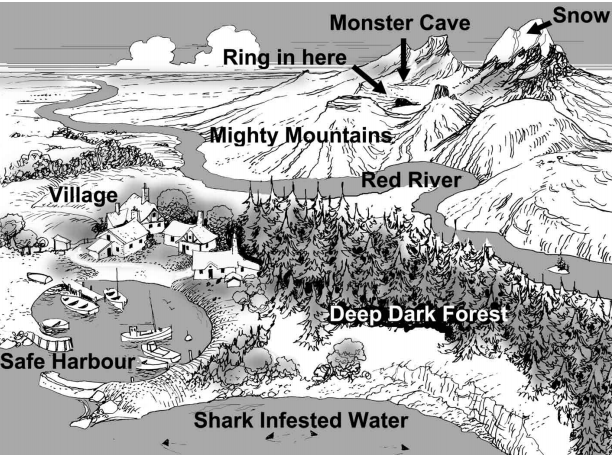 Snow
Monster Cave
Ring in here
Mighty Mountains
Red River
Village
Deep Dark Forest
Safe Harbour
Shark Infested Water